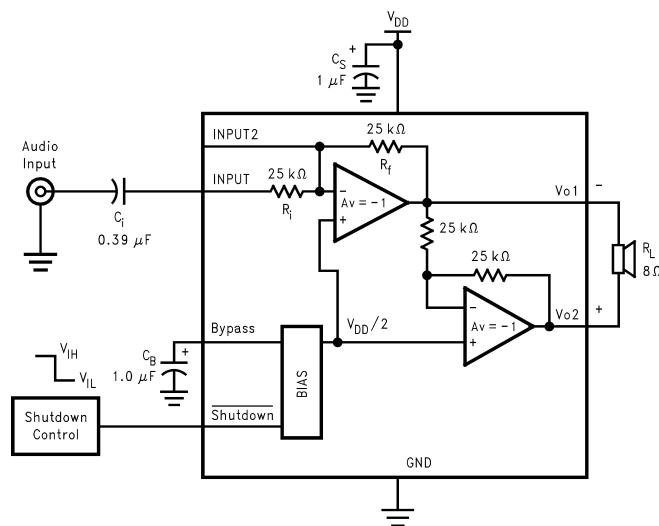 V_DD
+
C_S
1 μF
Audio
Input
C_i
0.39 μF
INPUT2
INPUT
25 kΩ
R_i
25 kΩ
R_f
−
Av = −1
+
25 kΩ
25 kΩ
−
Av = −1
+
Vo1
−
R_L
8Ω
+
Vo2
Bypass
+
C_B
1.0 μF
V_DD/2
BIAS
V_IH
V_IL
Shutdown
Control
Shutdown
GND